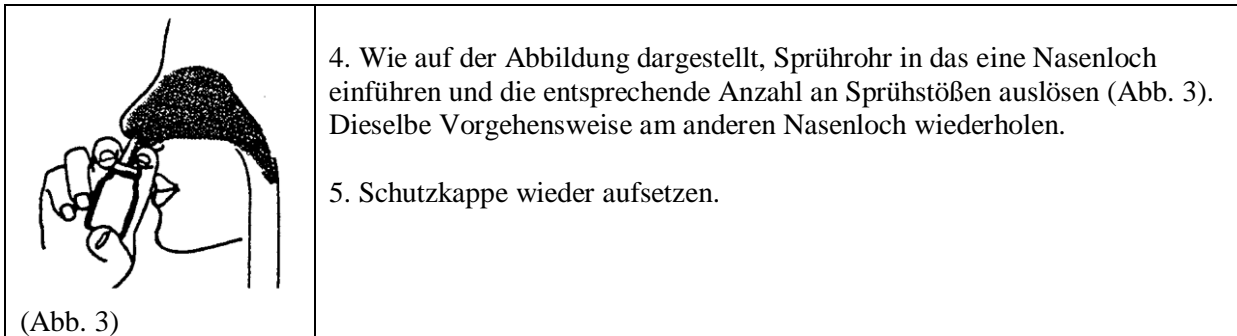 4. Wie auf der Abbildung dargestellt, Sprührohr in das eine Nasenloch
einführen und die entsprechende Anzahl an Sprühstößen auslösen (Abb. 3).
Dieselbe Vorgehensweise am anderen Nasenloch wiederholen.
5. Schutzkappe wieder aufsetzen.
(Abb. 3)